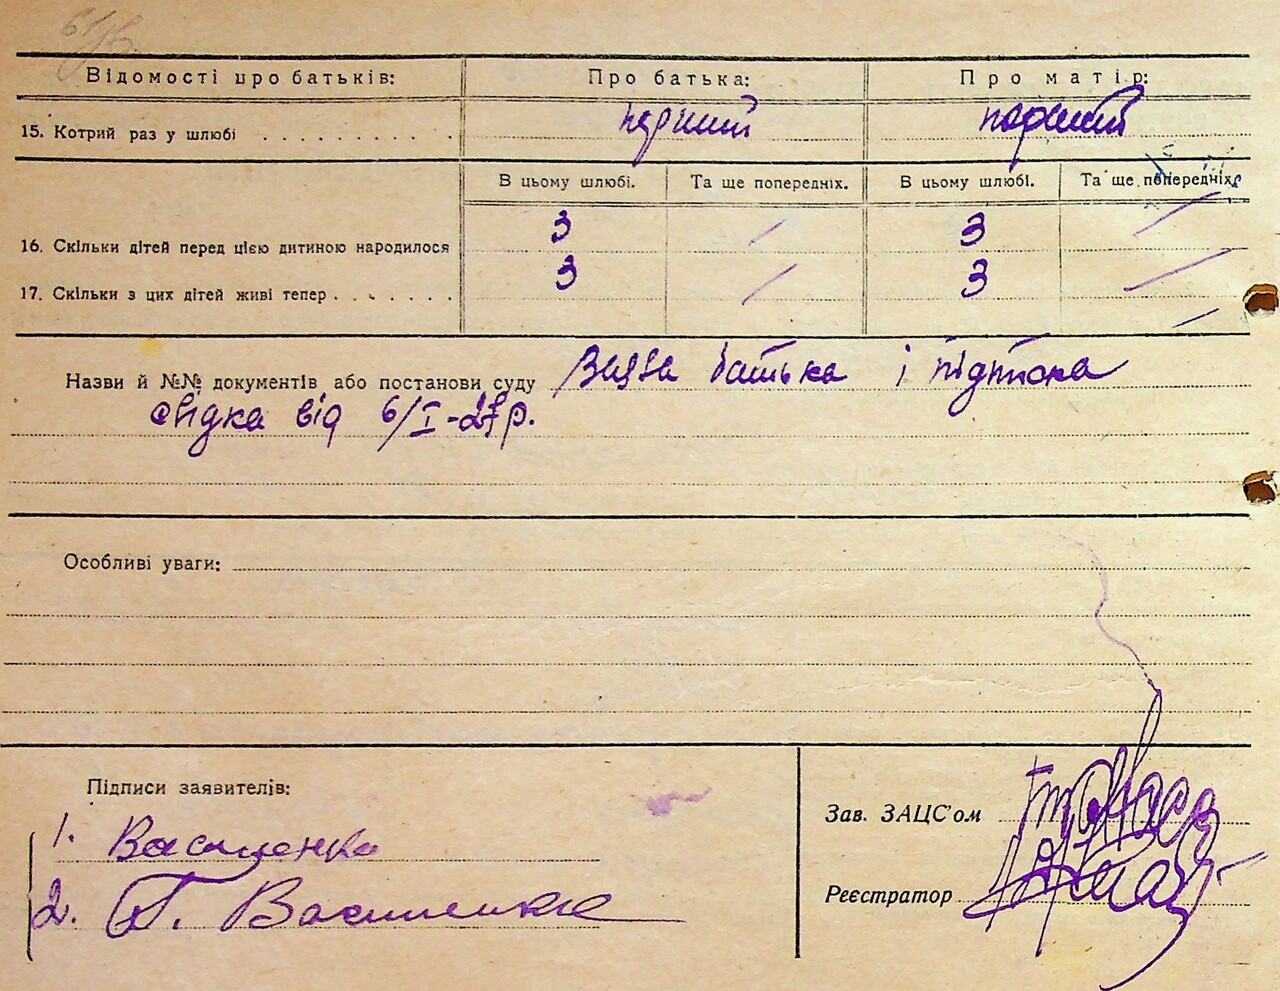 Відомості про батьків: Про батька: Про матір:
15. Котрий раз у шлюбі . . . . . . . . . . перший перший
В цьому шлюбі. Та ще попередніх. В цьому шлюбі. Та ще попередніх.
16. Скільки дітей перед цією дитиною народилося 3 / 3 /
17. Скільки з цих дітей живі тепер . . . . . . . 3 / 3 /
Назви й №№ документів або постанови суду Заява батька і підписка
свідка від 6/I-27р.
Особливі уваги:
Підписи заявителів:
Зав. ЗАЦС'ом
1. Василенко
Реєстратор
2. Василенко